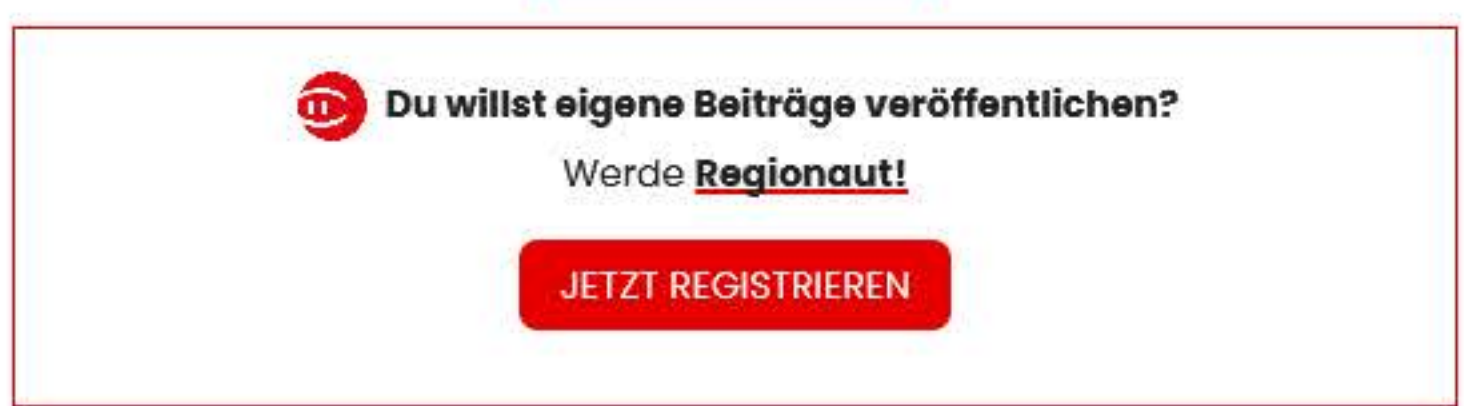 Du willst eigene Beiträge veröffentlichen?
Werde Regionaut!
JETZT REGISTRIEREN